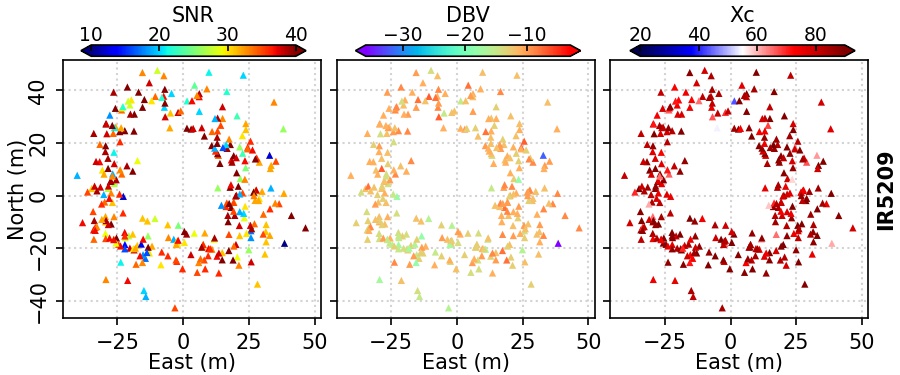 SNR DBV Xc
10 20 30 40 −30 −20 −10 20 40 60 80
40
20
0
−20
−40
North (m)
IR5209
−25 0 25 50 −25 0 25 50 −25 0 25 50
East (m) East (m) East (m)